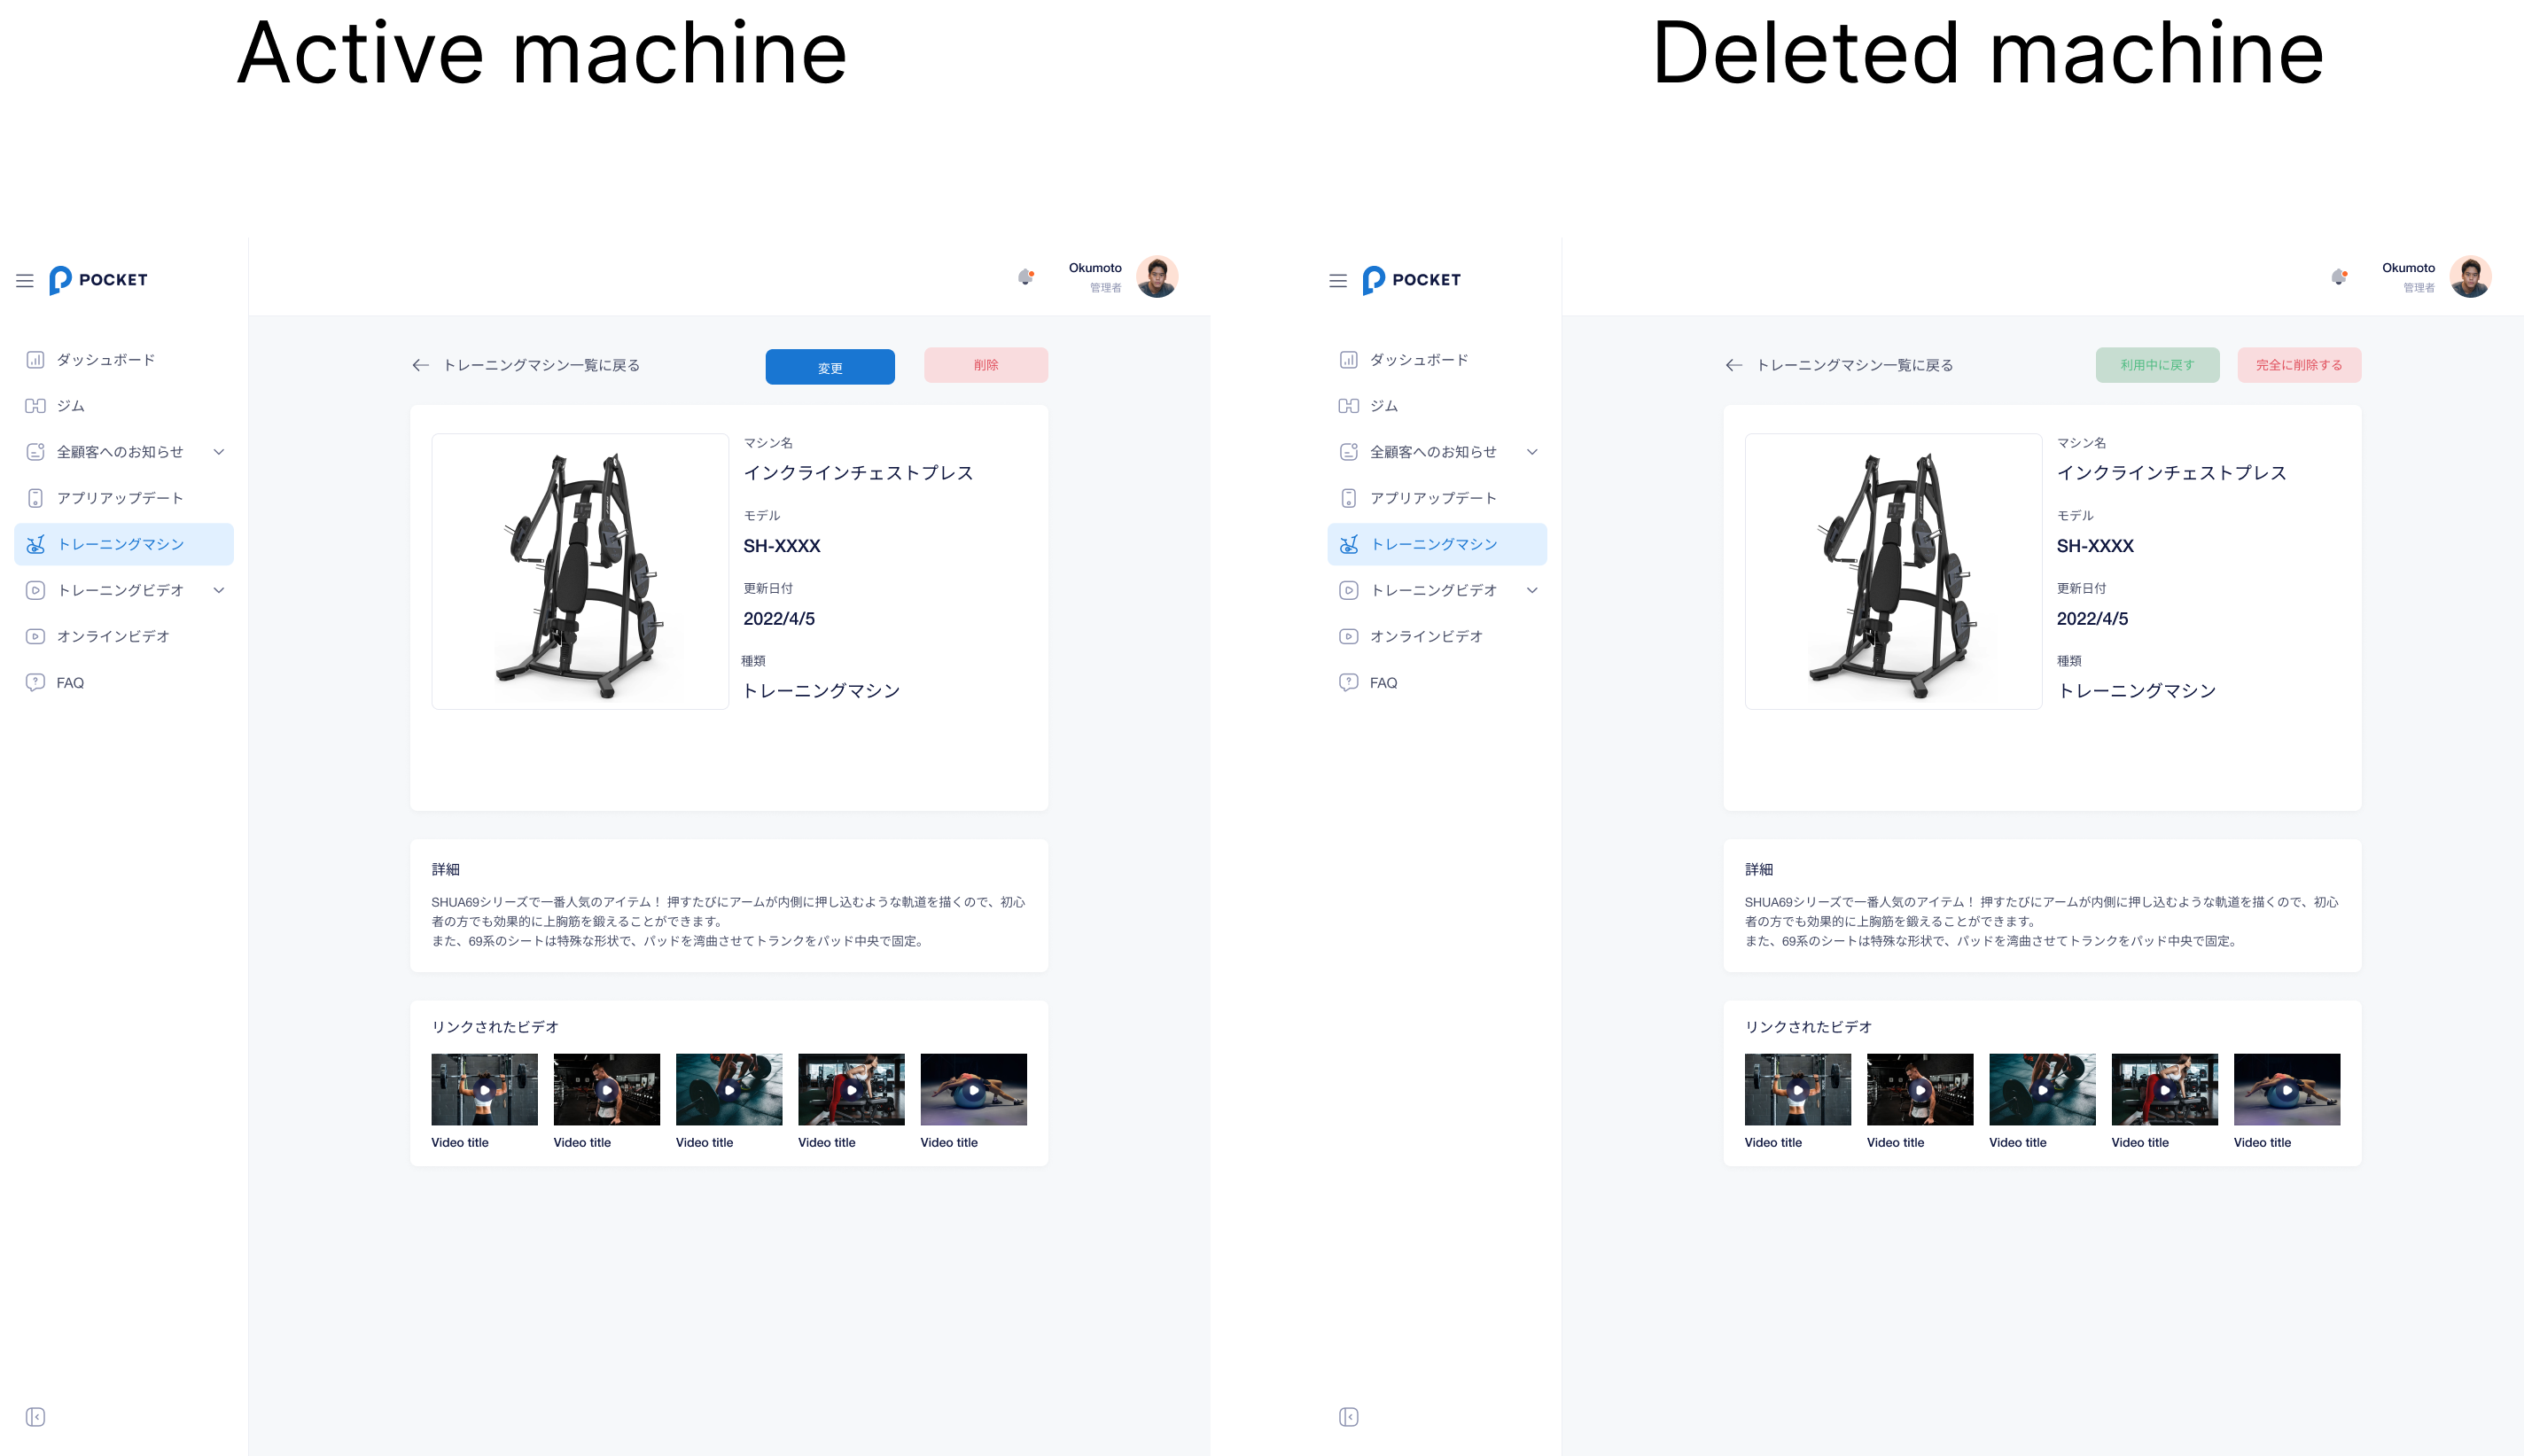 Active machine
Deleted machine
POCKET
Okumoto
管理者
ダッシュボード
ジム
全顧客へのお知らせ
アプリアップデート
トレーニングマシン
トレーニングビデオ
オンラインビデオ
FAQ
トレーニングマシン一覧に戻る
変更
削除
マシン名
インクラインチェストプレス
モデル
SH-XXXX
更新日付
2022/4/5
種類
トレーニングマシン
詳細
SHUA69シリーズで一番人気のアイテム！ 押すたびにアームが内側に押し込むような軌道を描くので、初心
者の方でも効果的に上胸筋を鍛えることができます。
また、69系のシートは特殊な形状で、パッドを湾曲させてトランクをパッド中央で固定。
リンクされたビデオ
Video title
Video title
Video title
Video title
Video title
POCKET
Okumoto
管理者
ダッシュボード
ジム
全顧客へのお知らせ
アプリアップデート
トレーニングマシン
トレーニングビデオ
オンラインビデオ
FAQ
トレーニングマシン一覧に戻る
利用中に戻す
完全に削除する
マシン名
インクラインチェストプレス
モデル
SH-XXXX
更新日付
2022/4/5
種類
トレーニングマシン
詳細
SHUA69シリーズで一番人気のアイテム！ 押すたびにアームが内側に押し込むような軌道を描くので、初心
者の方でも効果的に上胸筋を鍛えることができます。
また、69系のシートは特殊な形状で、パッドを湾曲させてトランクをパッド中央で固定。
リンクされたビデオ
Video title
Video title
Video title
Video title
Video title